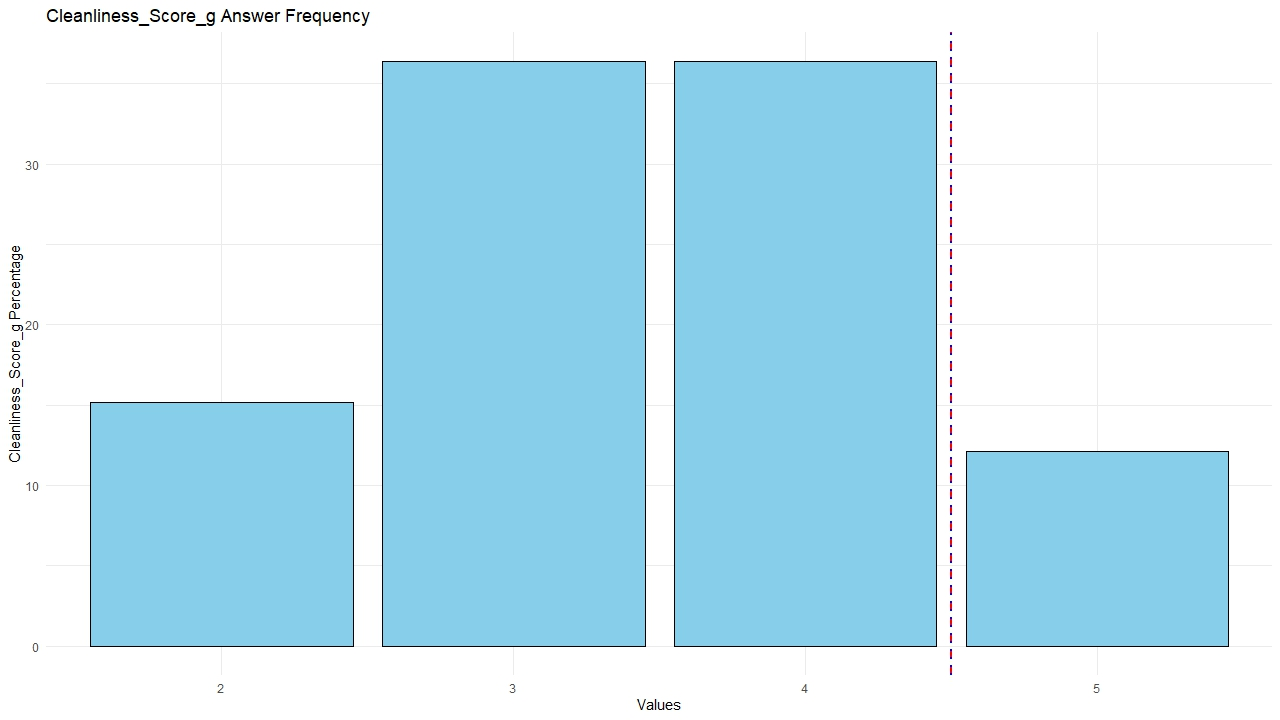 Cleanliness_Score_g Answer Frequency
Cleanliness_Score_g Percentage
30
20
10
0
2 3 4 5
Values